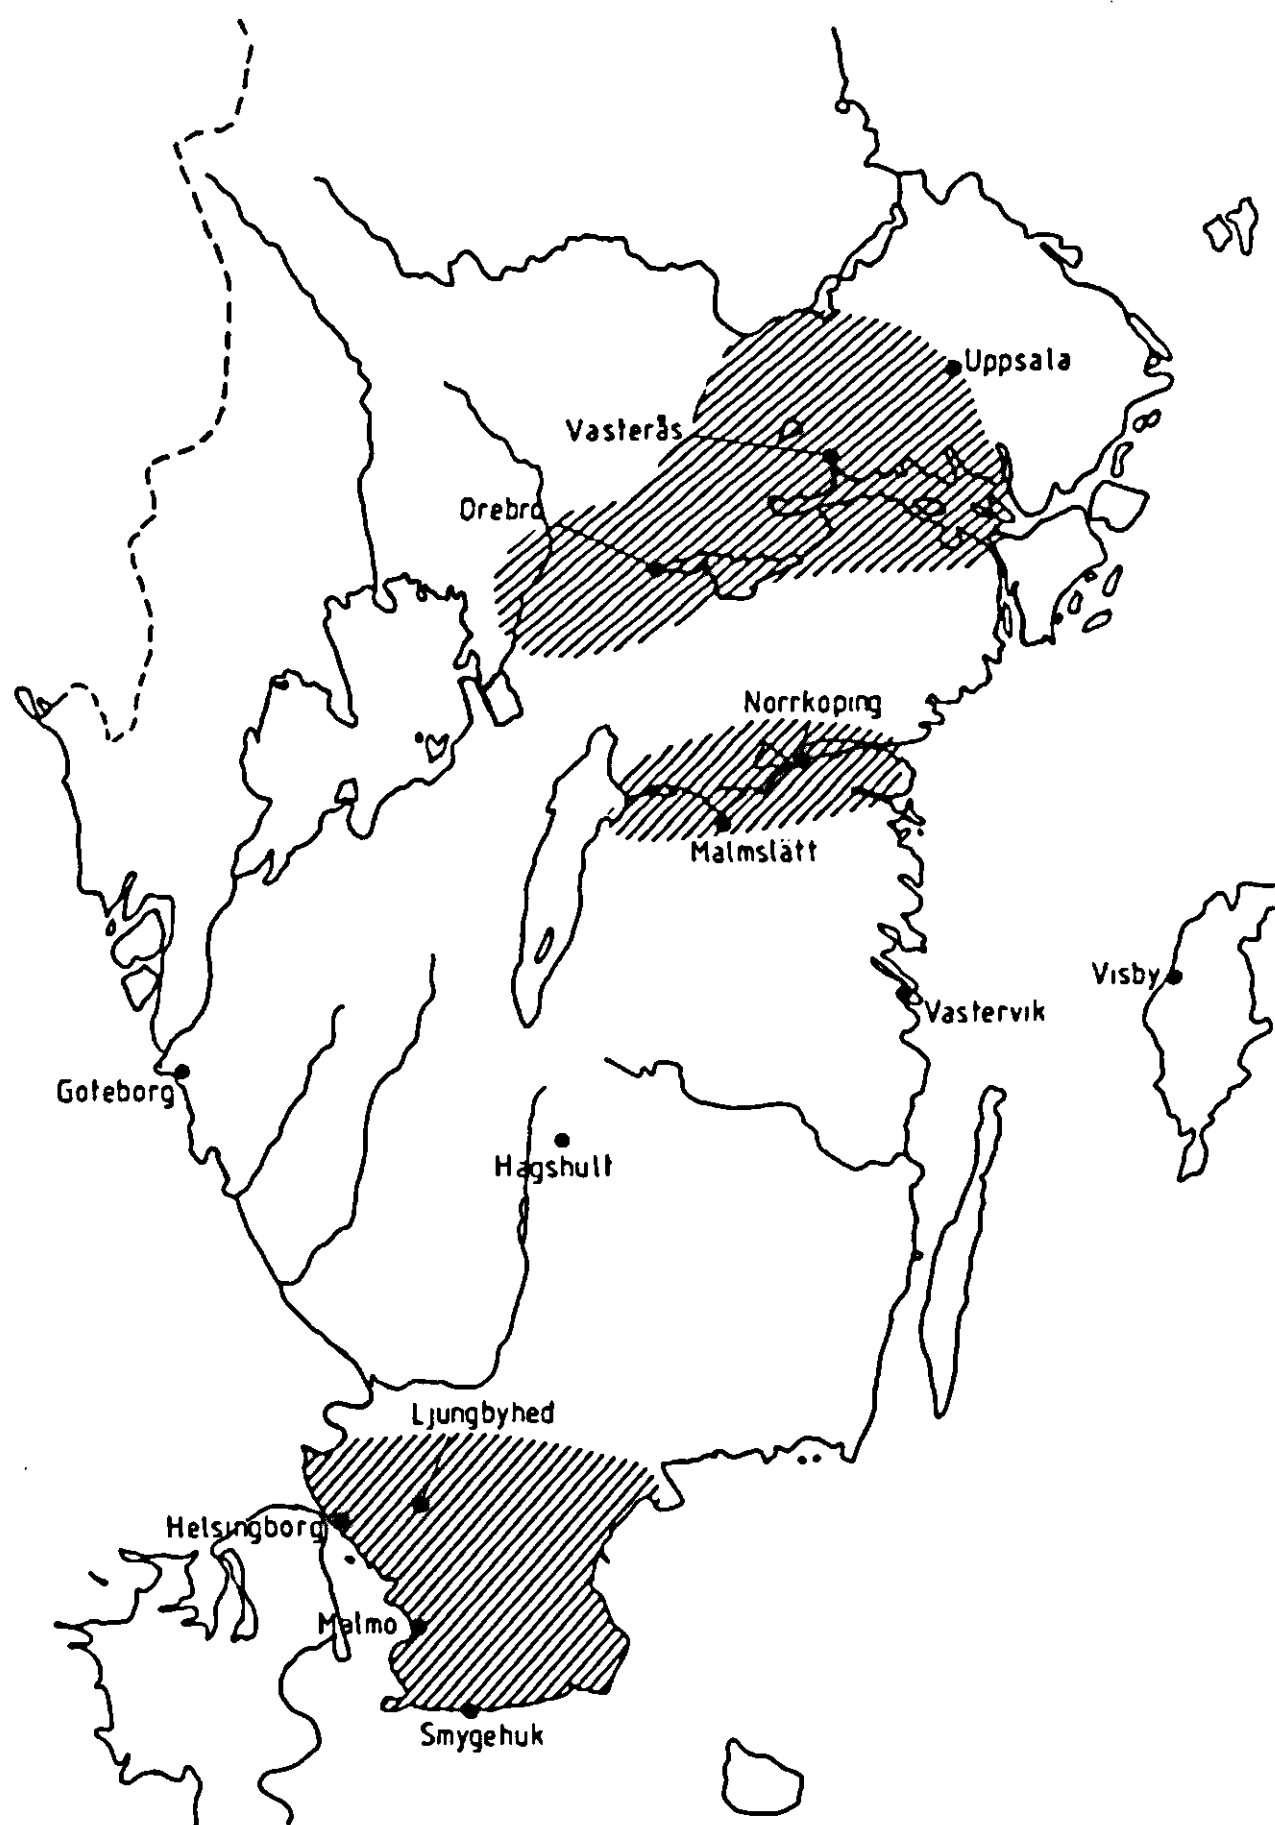 Uppsala
Vasterås
Orebro
Norrkoping
Malmslätt
Visby
Vastervik
Goteborg
Hagshult
Ljungbyhed
Helsingborg
Malmo
Smygehuk